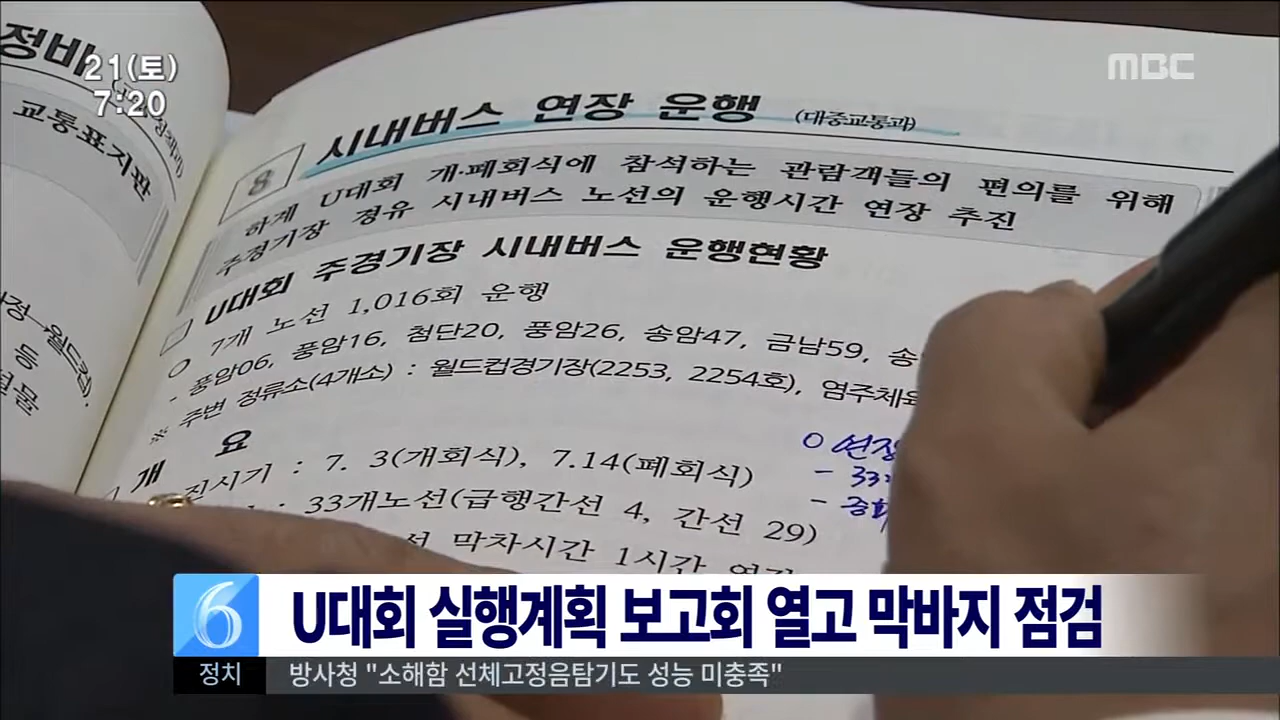 21(토)
7:20
MBC
정비
교통표지판
등
8
시내버스 연장 운행 (대중교통과)
하계 U대회 개·폐회식에 참석하는 관람객들의 편의를 위해
주경기장 경유 시내버스 노선의 운행시간 연장 추진
□ U대회 주경기장 시내버스 운행현황
○ 7개 노선 1,016회 운행
- 풍암06, 풍암16, 첨단20, 풍암26, 송암47, 금남59, 송
※ 주변 정류소(4개소) : 월드컵경기장(2253, 2254호), 염주체육
개 요
진시기 : 7. 3(개회식), 7.14(폐회식)
: 33개노선(급행간선 4, 간선 29)
막차시간 1시간
○ 연장
- 33
6
U대회 실행계획 보고회 열고 막바지 점검
정치 방사청 "소해함 선체고정음탐기도 성능 미충족"